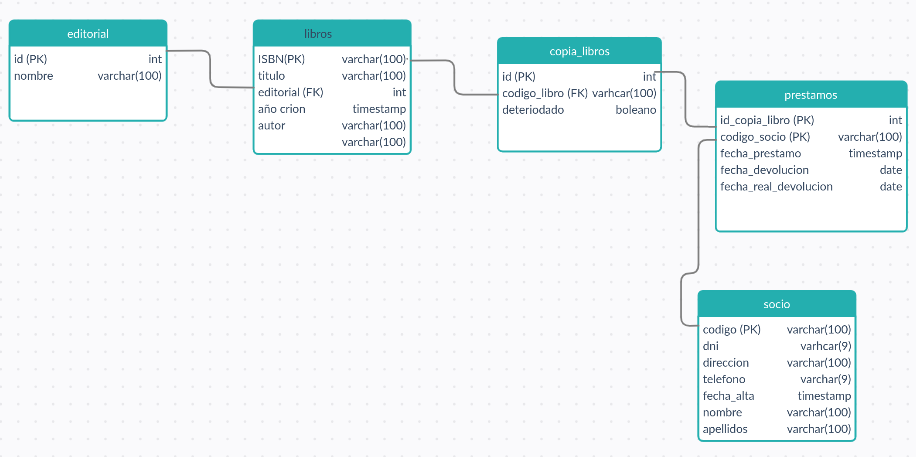 editorial
id (PK) int
nombre varchar(100)
libros
ISBN(PK) varchar(100)
titulo varchar(100)
editorial (FK) int
año crion timestamp
autor varchar(100)
varchar(100)
copia_libros
id (PK) int
codigo_libro (FK) varhcar(100)
deteriodado boleano
prestamos
id_copia_libro (PK) int
codigo_socio (PK) varchar(100)
fecha_prestamo timestamp
fecha_devolucion date
fecha_real_devolucion date
socio
codigo (PK) varchar(100)
dni varhcar(9)
direccion varchar(100)
telefono varchar(9)
fecha_alta timestamp
nombre varchar(100)
apellidos varchar(100)